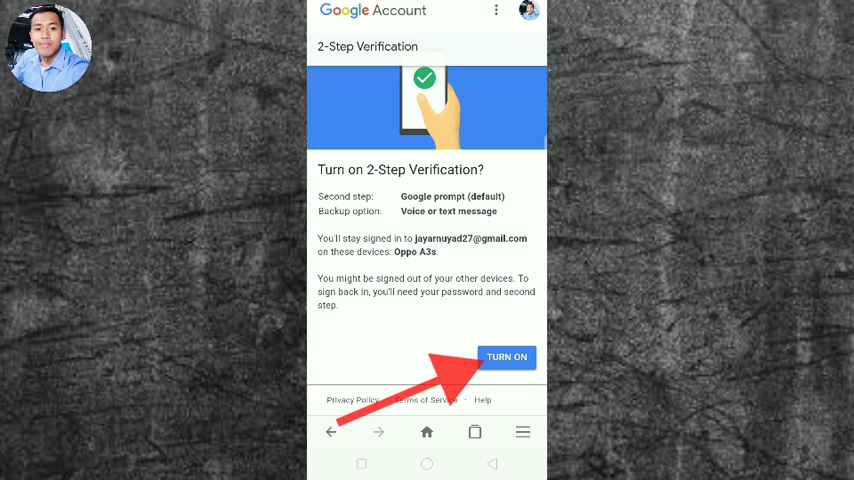 Google Account
2-Step Verification
Turn on 2-Step Verification?
Second step: Google prompt (default)
Backup option: Voice or text message
You'll stay signed in to jayarnuyad27@gmail.com
on these devices: Oppo A3s.
You might be signed out of your other devices. To
sign back in, you'll need your password and second
step.
TURN ON
Privacy Policy · Terms of Service · Help